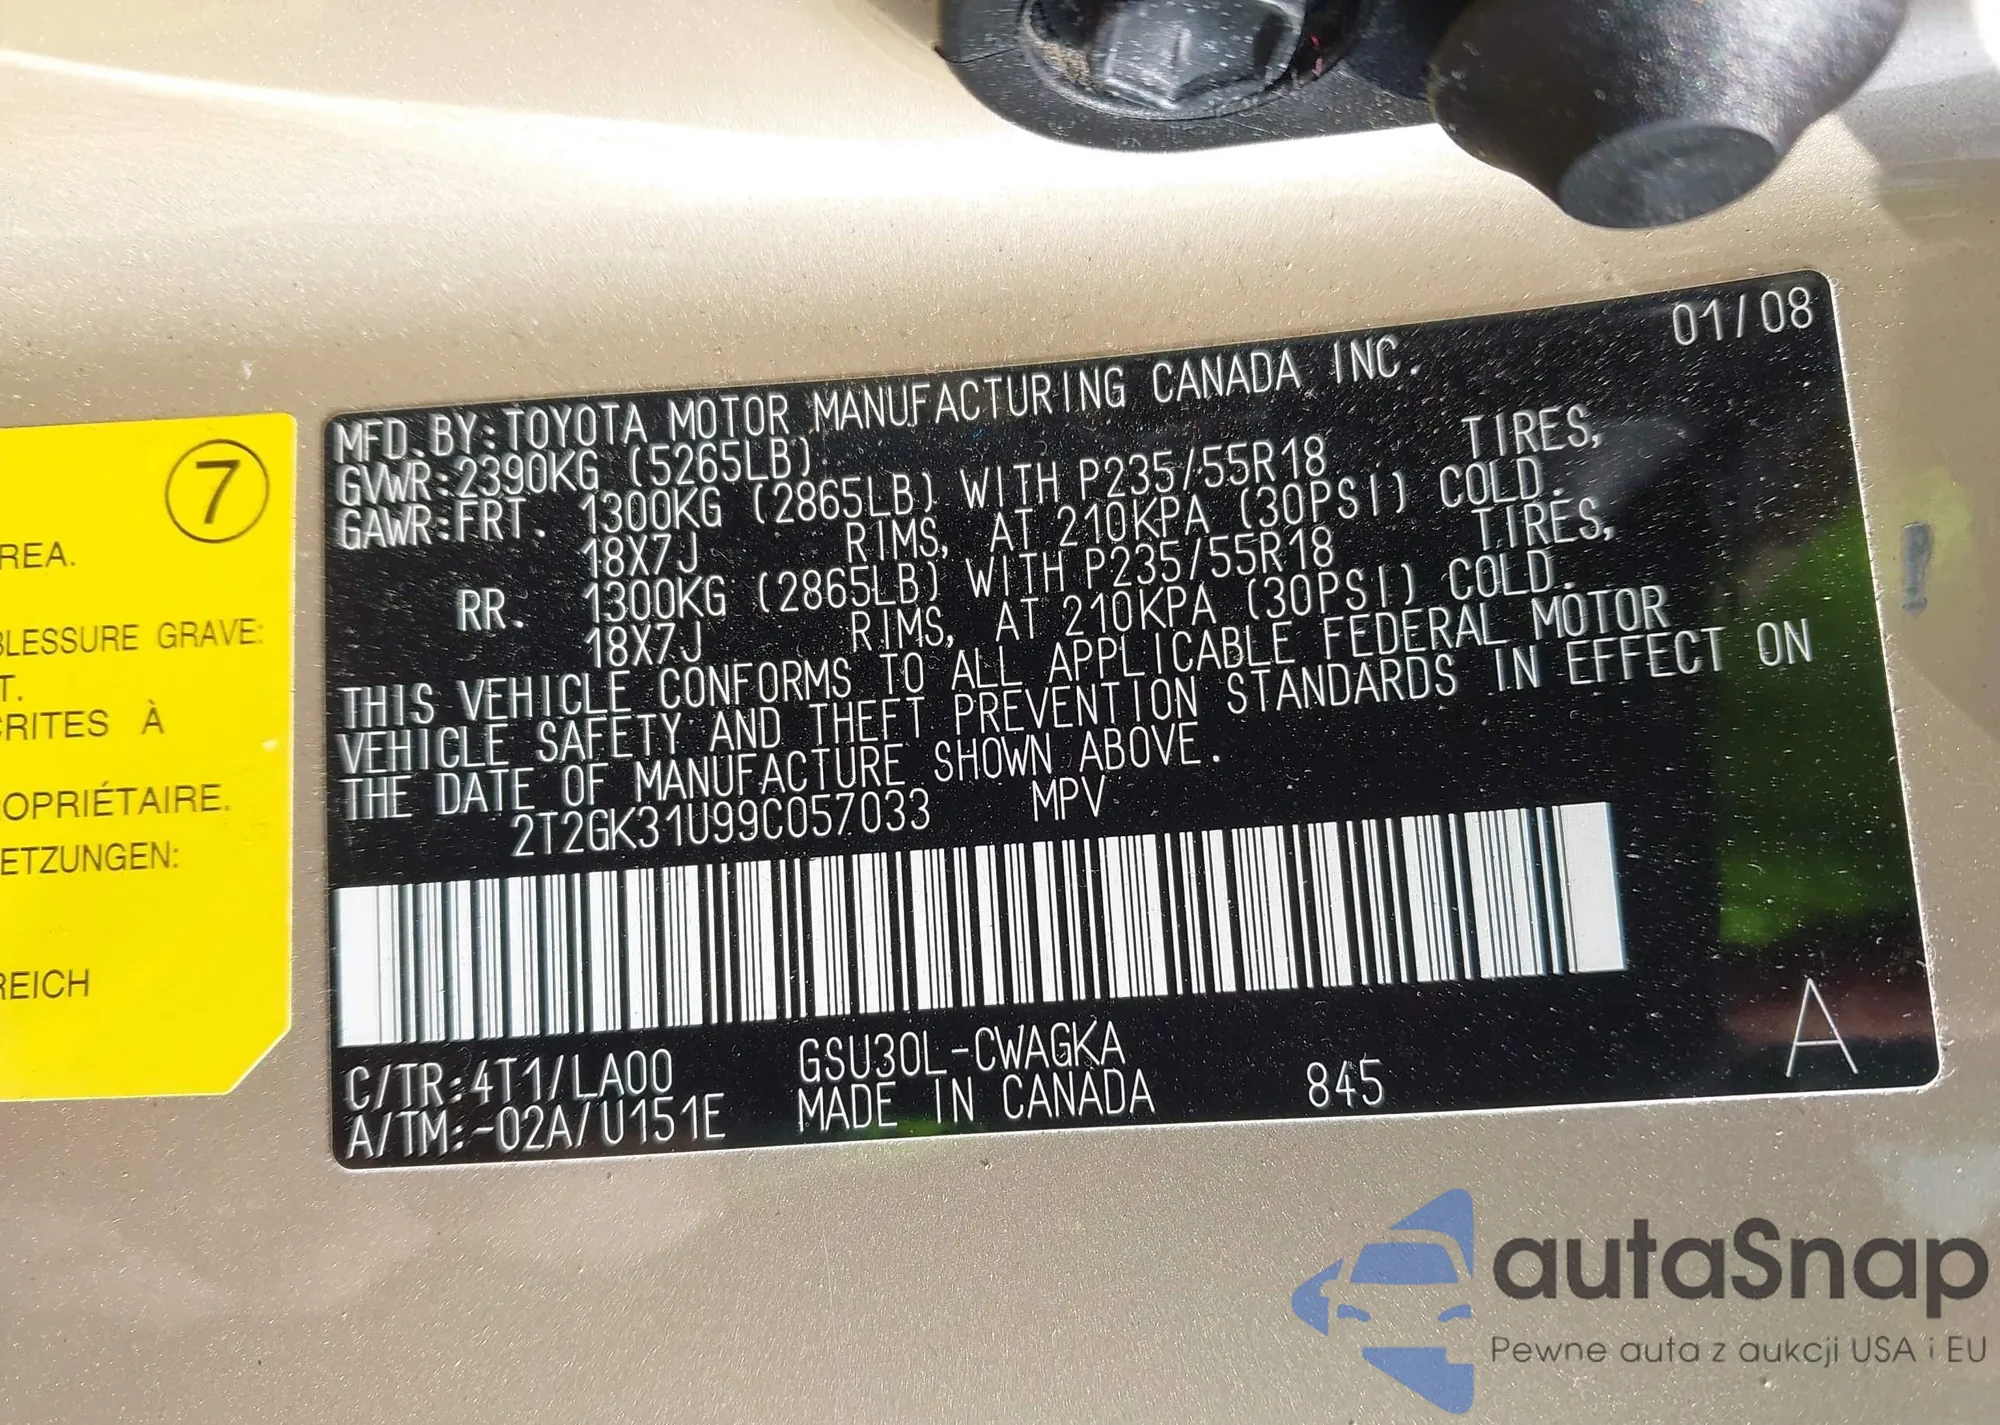 7
REA.
BLESSURE GRAVE:
T.
CRITES À
OPRIÉTAIRE.
ETZUNGEN:
REICH
01/08
MFD.BY:TOYOTA MOTOR MANUFACTURING CANADA INC.
GVWR:2390KG (5265LB)
GAWR:FRT. 1300KG (2865LB) WITH P235/55R18 TIRES,
18X7J RIMS, AT 210KPA (30PSI) COLD.
RR. 1300KG (2865LB) WITH P235/55R18 TIRES,
18X7J RIMS, AT 210KPA (30PSI) COLD.
THIS VEHICLE CONFORMS TO ALL APPLICABLE FEDERAL MOTOR
VEHICLE SAFETY AND THEFT PREVENTION STANDARDS IN EFFECT ON
THE DATE OF MANUFACTURE SHOWN ABOVE.
2T2GK31U99C057033 MPV
C/TR:4T1/LA00 GSU30L-CWAGKA
A/TM:-02A/U151E MADE IN CANADA 845
A
autaSnap
Pewne auta z aukcji USA i EU